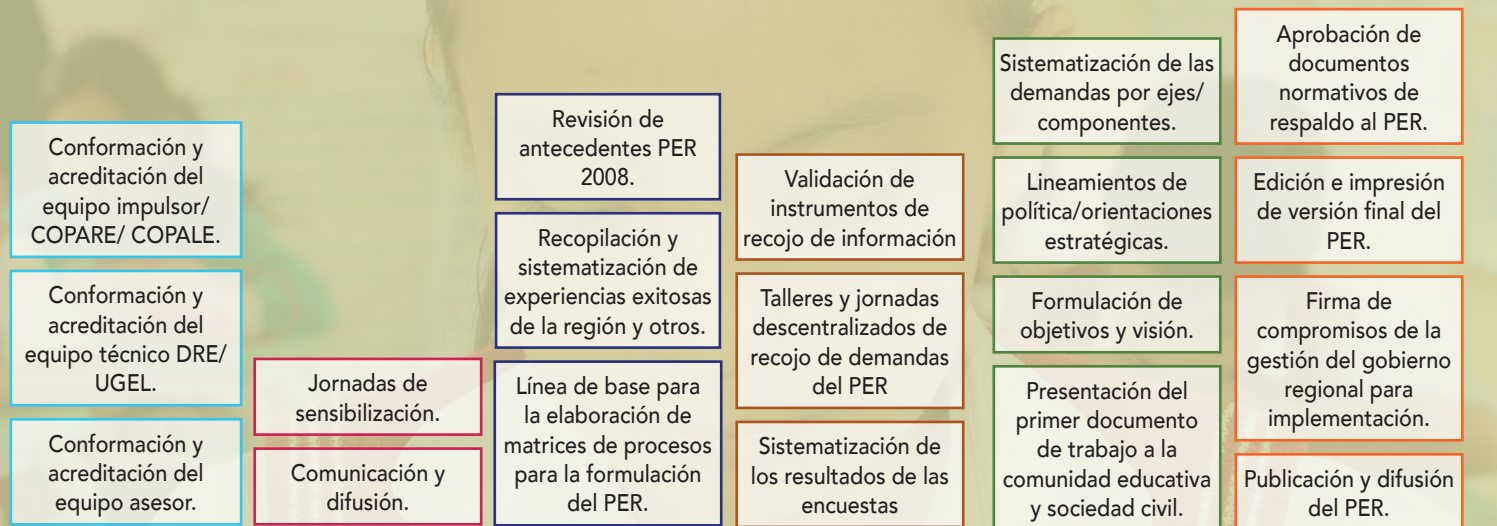 Conformación y
acreditación del
equipo impulsor/
COPARE/ COPALE.
Conformación y
acreditación del
equipo técnico DRE/
UGEL.
Conformación y
acreditación del
equipo asesor.
Jornadas de
sensibilización.
Comunicación y
difusión.
Revisión de
antecedentes PER
2008.
Recopilación y
sistematización de
experiencias exitosas
de la región y otros.
Línea de base para
la elaboración de
matrices de procesos
para la formulación
del PER.
Validación de
instrumentos de
recojo de información
Talleres y jornadas
descentralizados de
recojo de demandas
del PER
Sistematización de
los resultados de las
encuestas
Sistematización de las
demandas por ejes/
componentes.
Lineamientos de
política/orientaciones
estratégicas.
Formulación de
objetivos y visión.
Presentación del
primer documento
de trabajo a la
comunidad educativa
y sociedad civil.
Aprobación de
documentos
normativos de
respaldo al PER.
Edición e impresión
de versión final del
PER.
Firma de
compromisos de la
gestión del gobierno
regional para
implementación.
Publicación y difusión
del PER.